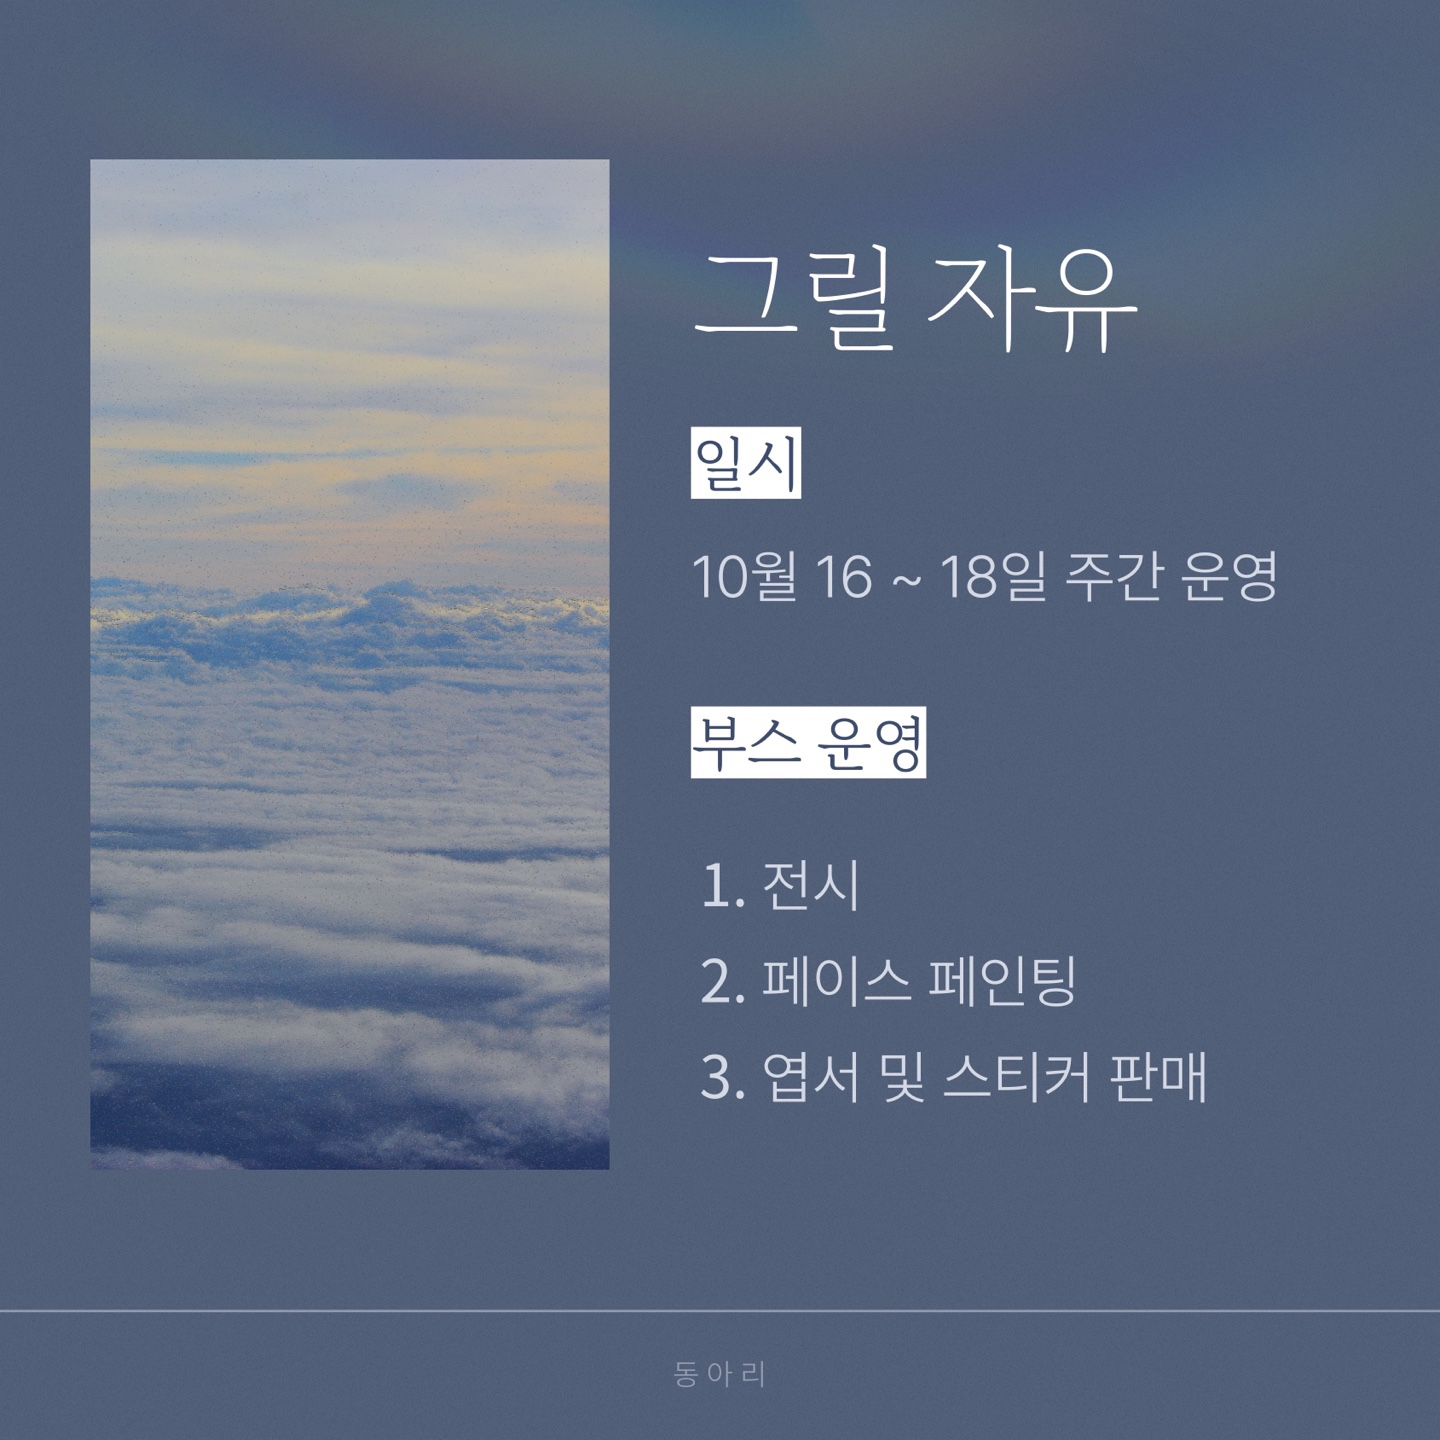 그릴 자유
일시
10월 16 ~ 18일 주간 운영
부스 운영
1. 전시
2. 페이스 페인팅
3. 엽서 및 스티커 판매
동아리